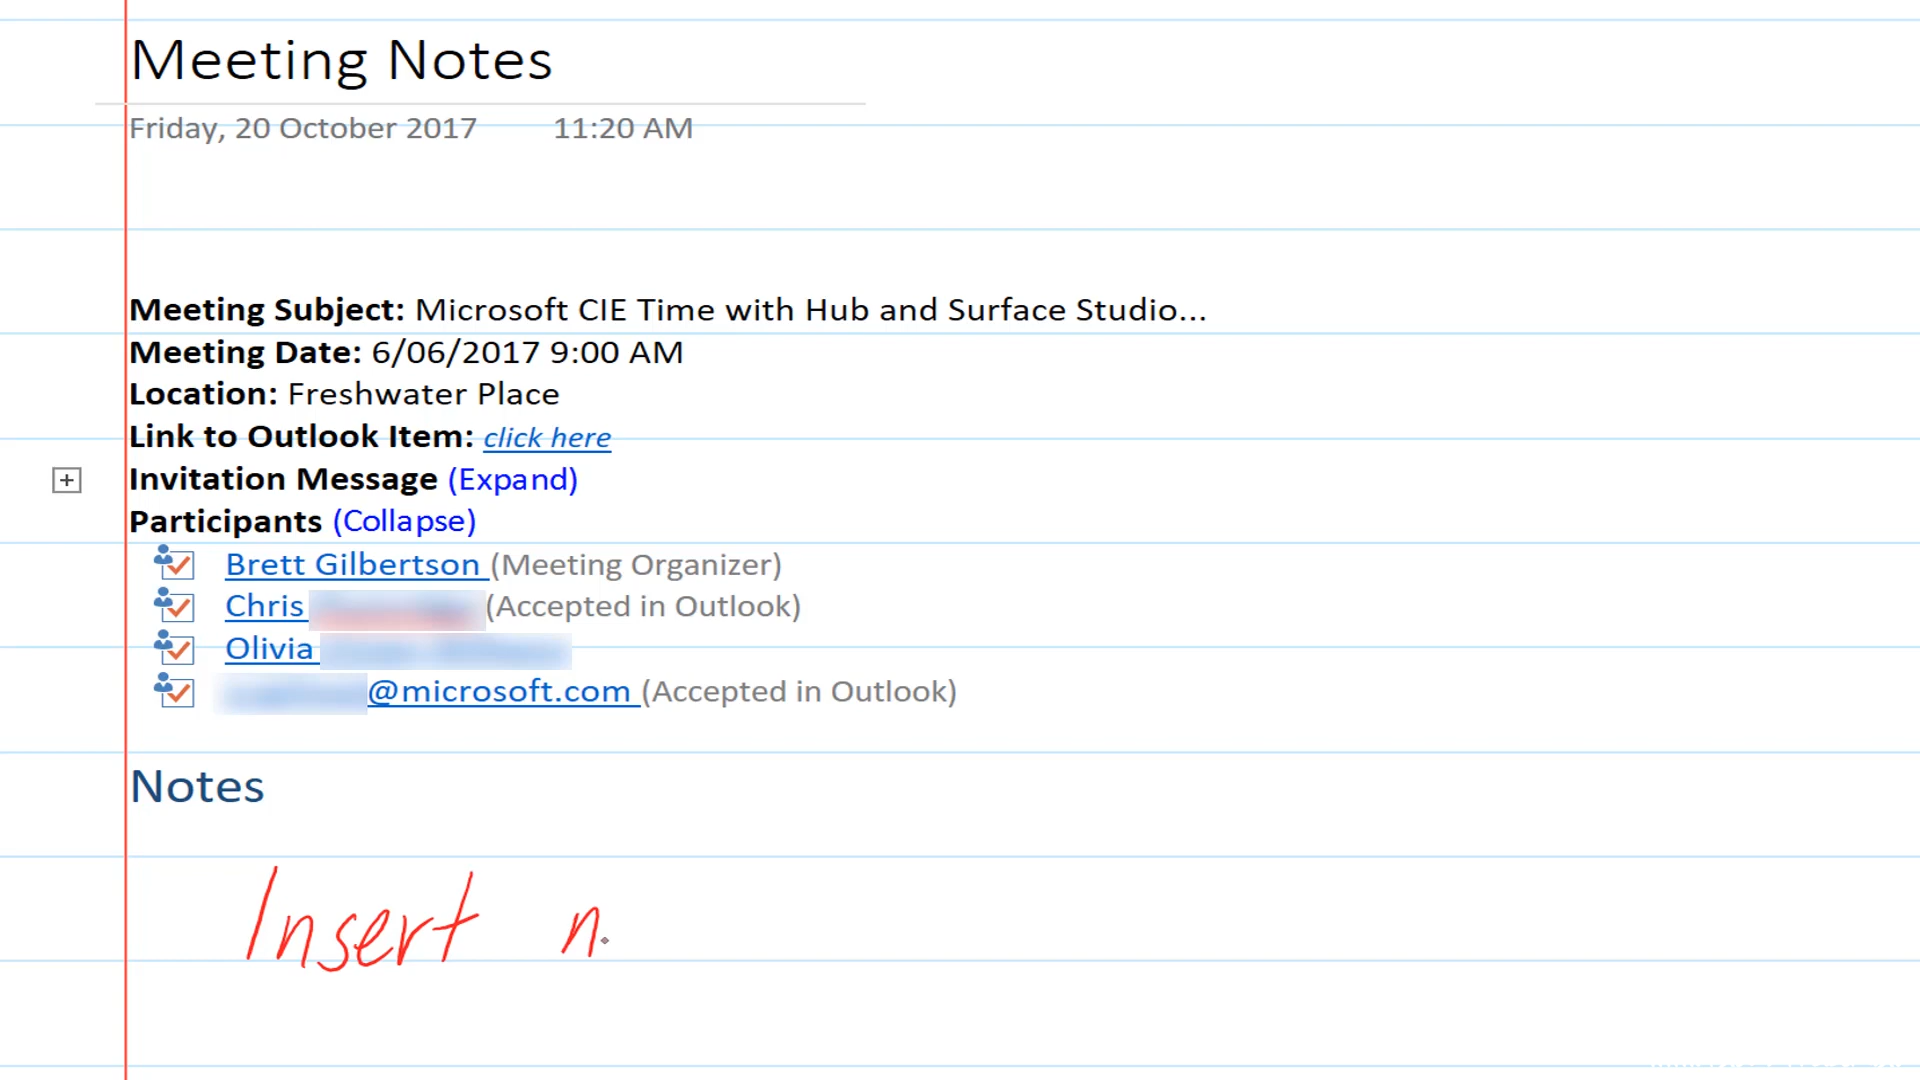 Meeting Notes
Friday, 20 October 2017 11:20 AM
Meeting Subject: Microsoft CIE Time with Hub and Surface Studio...
Meeting Date: 6/06/2017 9:00 AM
Location: Freshwater Place
Link to Outlook Item: click here
Invitation Message (Expand)
Participants (Collapse)
Brett Gilbertson (Meeting Organizer)
Chris (Accepted in Outlook)
Olivia
@microsoft.com (Accepted in Outlook)
Notes
Insert n